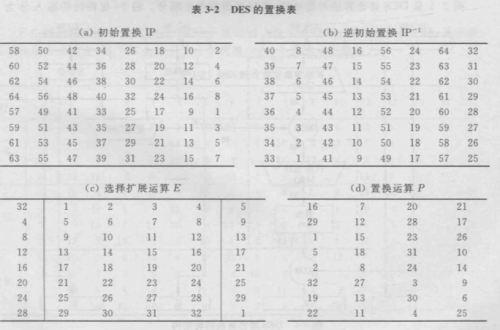 表 3-2 DES 的置换表
(a) 初始置换 IP
58 50 42 34 26 18 10 2
60 52 44 36 28 20 12 4
62 54 46 38 30 22 14 6
64 56 48 40 32 24 16 8
57 49 41 33 25 17 9 1
59 51 43 35 27 19 11 3
61 53 45 37 29 21 13 5
63 55 47 39 31 23 15 7
(b) 逆初始置换 IP⁻¹
40 8 48 16 56 24 64 32
39 7 47 15 55 23 63 31
38 6 46 14 54 22 62 30
37 5 45 13 53 21 61 29
36 4 44 12 52 20 60 28
35 3 43 11 51 19 59 27
34 2 42 10 50 18 58 26
33 1 41 9 49 17 57 25
(c) 选择扩展运算 E
32 1 2 3 4 5
4 5 6 7 8 9
8 9 10 11 12 13
12 13 14 15 16 17
16 17 18 19 20 21
20 21 22 23 24 25
24 25 26 27 28 29
28 29 30 31 32 1
(d) 置换运算 P
16 7 20 21
29 12 28 17
1 15 23 26
5 18 31 10
2 8 24 14
32 27 3 9
19 13 30 6
22 11 4 25